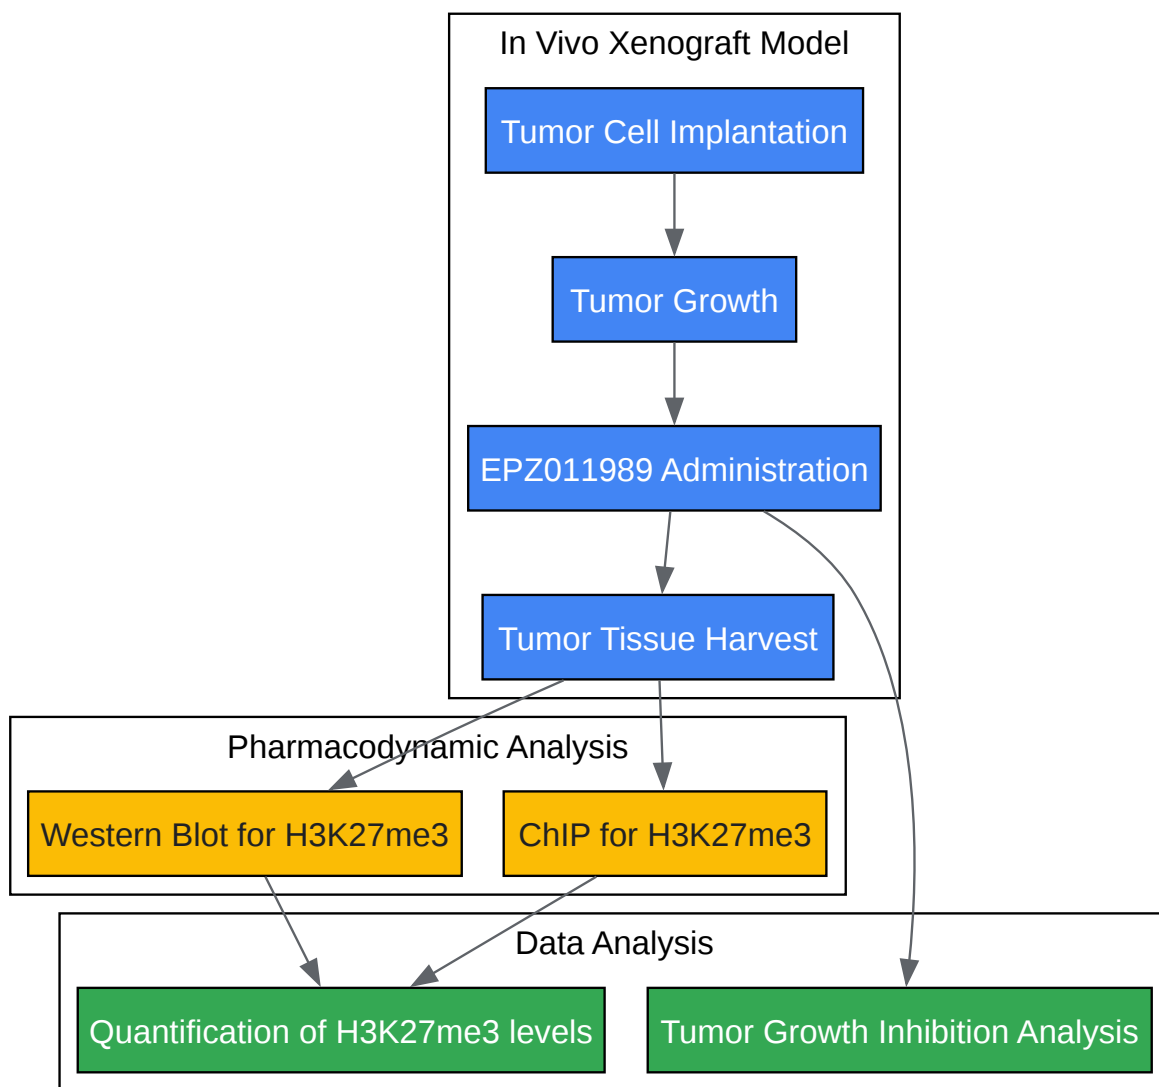 In Vivo Xenograft Model
Tumor Cell Implantation
Tumor Growth
EPZ011989 Administration
Tumor Tissue Harvest
Pharmacodynamic Analysis
Western Blot for H3K27me3
ChIP for H3K27me3
Data Analysis
Quantification of H3K27me3 levels
Tumor Growth Inhibition Analysis